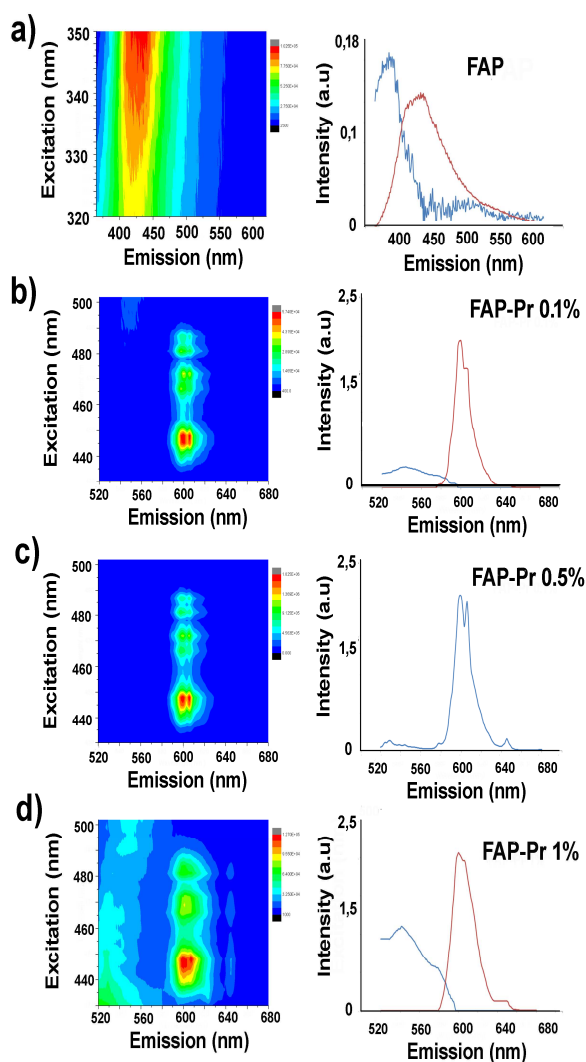 a)
Excitation (nm)
350
340
330
320
400 450 500 550 600
Emission (nm)
Intensity (a.u)
0,18
0,1
0
FAP
400 450 500 550 600
Emission (nm)
b)
Excitation (nm)
500
480
460
440
520 560 600 640 680
Emission (nm)
Intensity (a.u)
2,5
1,5
0
FAP-Pr 0.1%
520 560 600 640 680
Emission (nm)
c)
Excitation (nm)
500
480
460
440
520 560 600 640 680
Emission (nm)
Intensity (a.u)
2,5
1,5
0
FAP-Pr 0.5%
520 560 600 640 680
Emission (nm)
d)
Excitation (nm)
500
480
460
440
520 560 600 640 680
Emission (nm)
Intensity (a.u)
2,5
1,5
0
FAP-Pr 1%
520 560 600 640 680
Emission (nm)